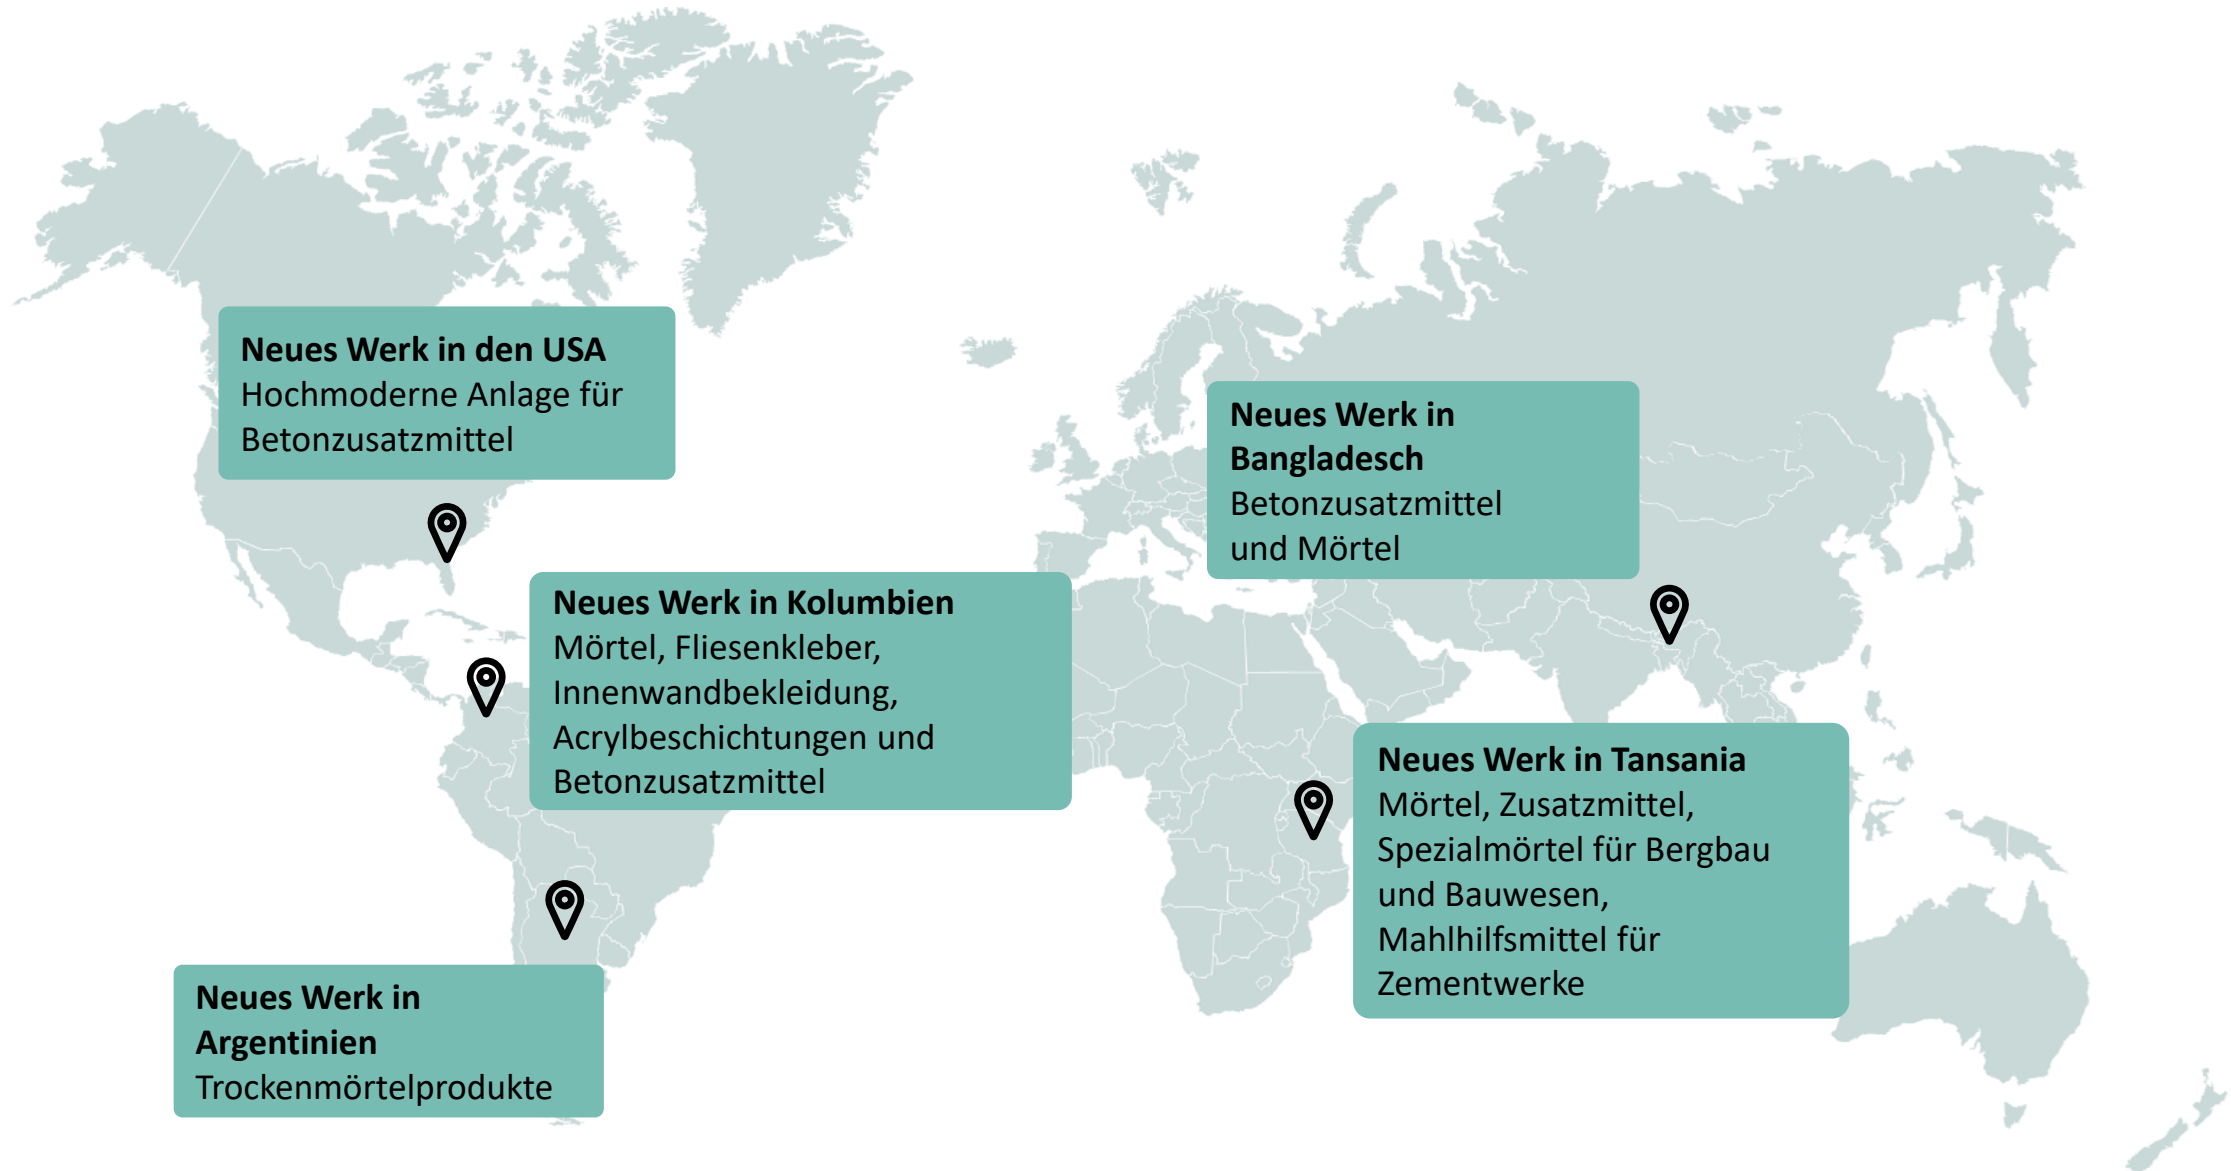 Neues Werk in den USA
Hochmoderne Anlage für
Betonzusatzmittel
Neues Werk in
Bangladesch
Betonzusatzmittel
und Mörtel
Neues Werk in Kolumbien
Mörtel, Fliesenkleber,
Innenwandbekleidung,
Acrylbeschichtungen und
Betonzusatzmittel
Neues Werk in Tansania
Mörtel, Zusatzmittel,
Spezialmörtel für Bergbau
und Bauwesen,
Mahlhilfsmittel für
Zementwerke
Neues Werk in
Argentinien
Trockenmörtelprodukte